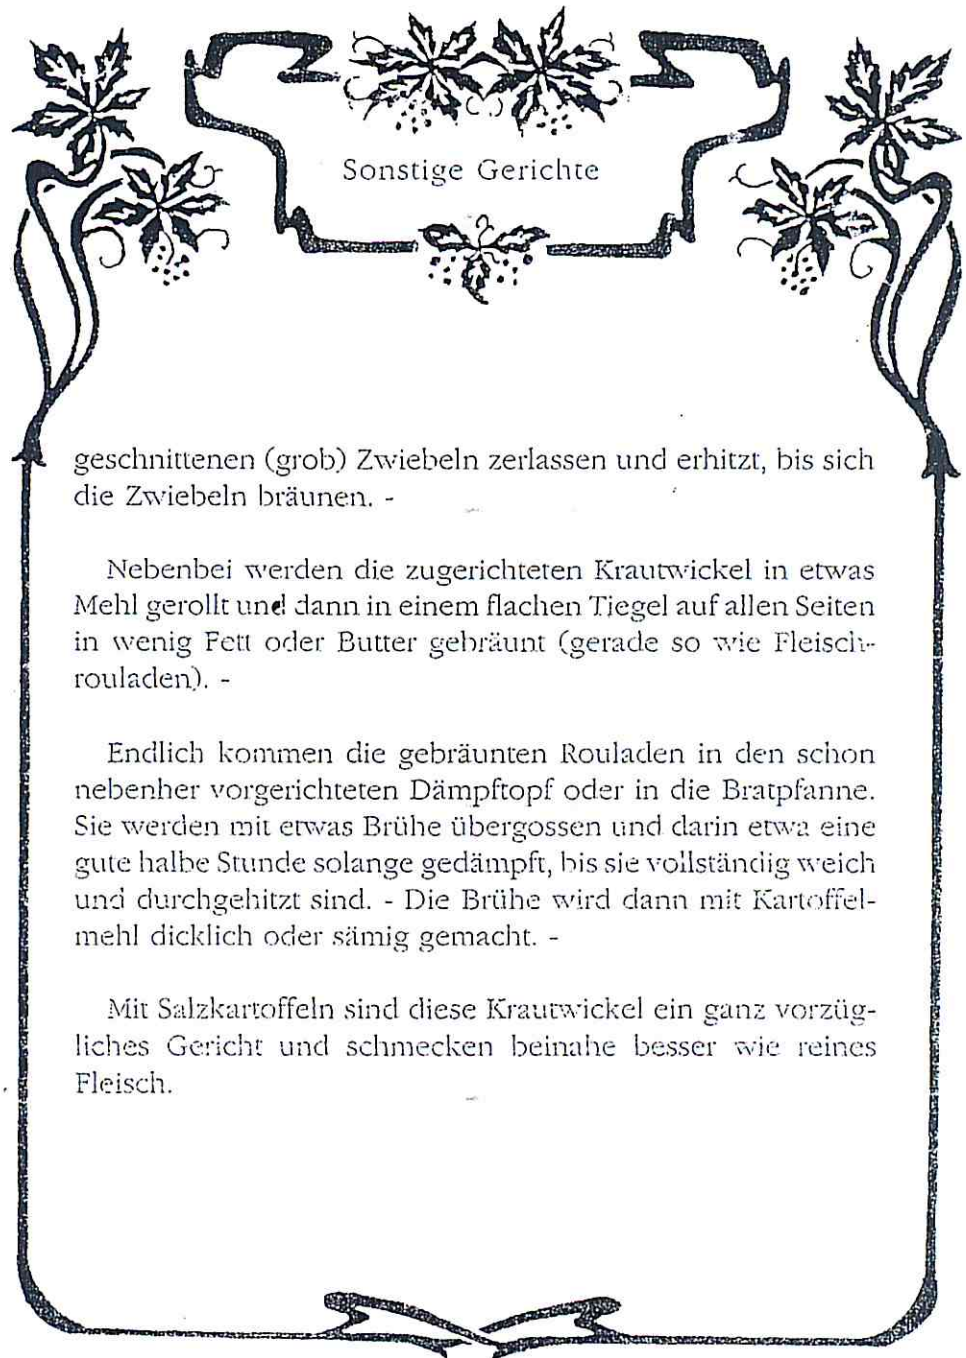 Sonstige Gerichte
geschnittenen (grob) Zwiebeln zerlassen und erhitzt, bis sich
die Zwiebeln bräunen. -
Nebenbei werden die zugerichteten Krautwickel in etwas
Mehl gerollt und dann in einem flachen Tiegel auf allen Seiten
in wenig Fett oder Butter gebräunt (gerade so wie Fleisch-
rouladen). -
Endlich kommen die gebräunten Rouladen in den schon
nebenher vorgerichteten Dämpftopf oder in die Bratpfanne.
Sie werden mit etwas Brühe übergossen und darin etwa eine
gute halbe Stunde solange gedämpft, bis sie vollständig weich
und durchgehitzt sind. - Die Brühe wird dann mit Kartoffel-
mehl dicklich oder sämig gemacht. -
Mit Salzkartoffeln sind diese Krautwickel ein ganz vorzüg-
liches Gericht und schmecken beinahe besser wie reines
Fleisch.